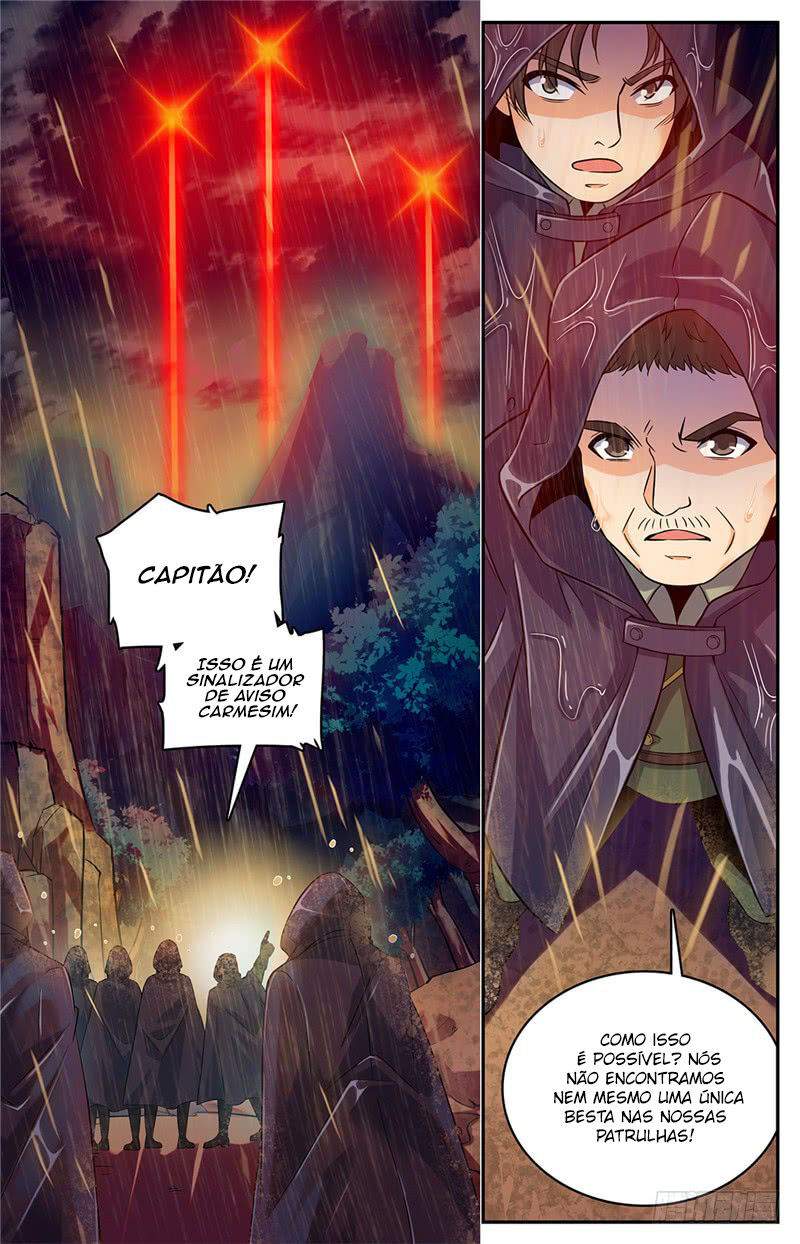 CAPITÃO!
ISSO É UM
SINALIZADOR
DE AVISO
CARMESIM!
COMO ISSO
É POSSÍVEL? NÓS
NÃO ENCONTRAMOS
NEM MESMO UMA ÚNICA
BESTA NAS NOSSAS
PATRULHAS!